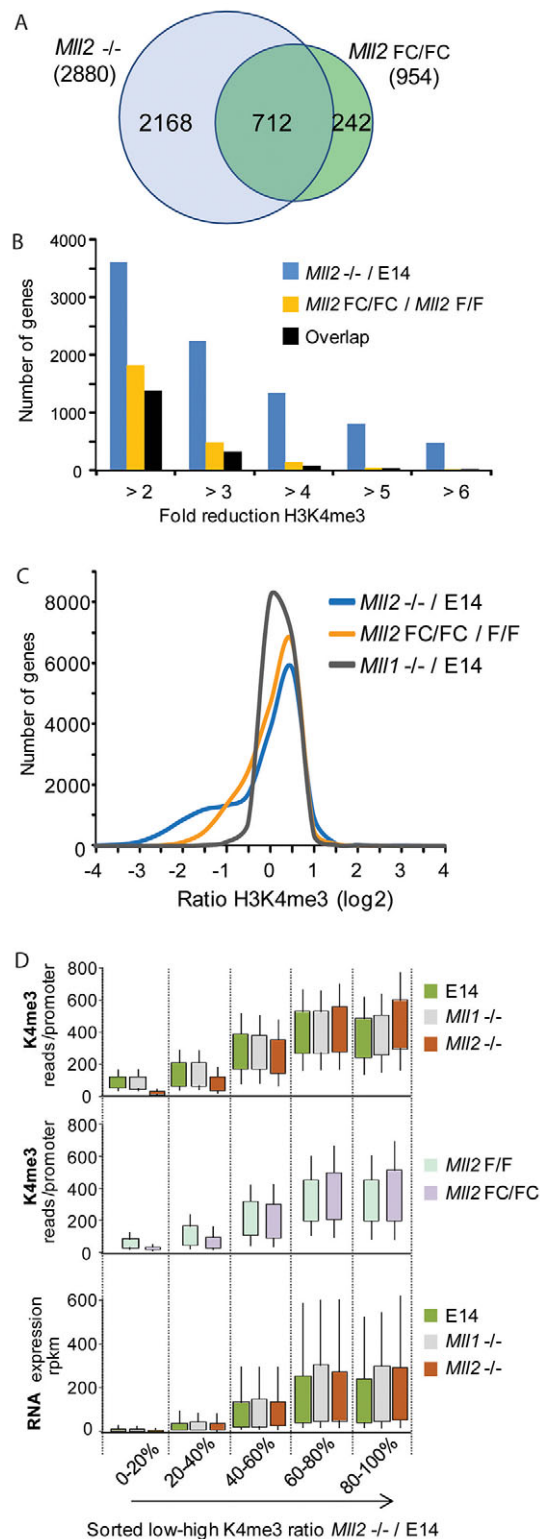 A
Mll2 -/-
(2880)
Mll2 FC/FC
(954)
2168
712
242
B
4000
3000
2000
1000
0
Number of genes
Mll2 -/- / E14
Mll2 FC/FC / Mll2 F/F
Overlap
> 2
> 3
> 4
> 5
> 6
Fold reduction H3K4me3
C
8000
6000
4000
2000
0
Number of genes
Mll2 -/- / E14
Mll2 FC/FC / F/F
Mll1 -/- / E14
-4
-3
-2
-1
0
1
2
3
4
Ratio H3K4me3 (log2)
D
K4me3
reads/promoter
800
600
400
200
0
E14
Mll1 -/-
Mll2 -/-
K4me3
reads/promoter
800
600
400
200
0
Mll2 F/F
Mll2 FC/FC
RNA expression
rpkm
600
400
200
0
E14
Mll1 -/-
Mll2 -/-
0-20%
20-40%
40-60%
60-80%
80-100%
Sorted low-high K4me3 ratio Mll2 -/- / E14